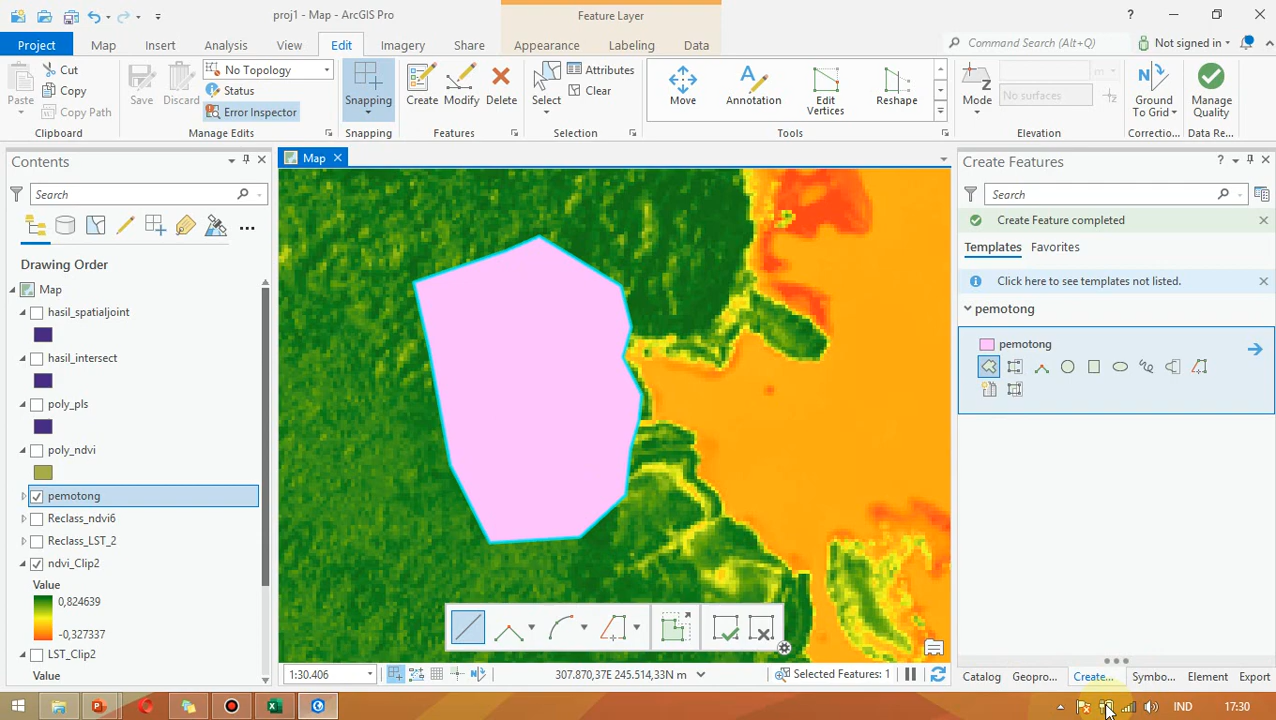 proj1 - Map - ArcGIS Pro
Feature Layer
?
Project
Map
Insert
Analysis
View
Edit
Imagery
Share
Appearance
Labeling
Data
Command Search (Alt+Q)
Not signed in
Paste
Cut
Copy
Copy Path
Clipboard
Save
Discard
No Topology
Status
Error Inspector
Manage Edits
Snapping
Snapping
Create
Modify
Delete
Features
Select
Attributes
Clear
Selection
Move
Annotation
Edit
Vertices
Reshape
Tools
Mode
m
No surfaces
Elevation
Ground
To Grid
Correctio...
Manage
Quality
Data Re...
Contents
Search
Drawing Order
Map
hasil_spatialjoint
hasil_intersect
poly_pls
poly_ndvi
pemotong
Reclass_ndvi6
Reclass_LST_2
ndvi_Clip2
Value
0,824639
-0,327337
LST_Clip2
Value
Map
1:30.406
307.870,37E 245.514,33N m
Selected Features: 1
Create Features
?
Search
Create Feature completed
Templates
Favorites
Click here to see templates not listed.
pemotong
pemotong
Catalog
Geopro...
Create...
Symbo...
Element
Export
IND
17:30